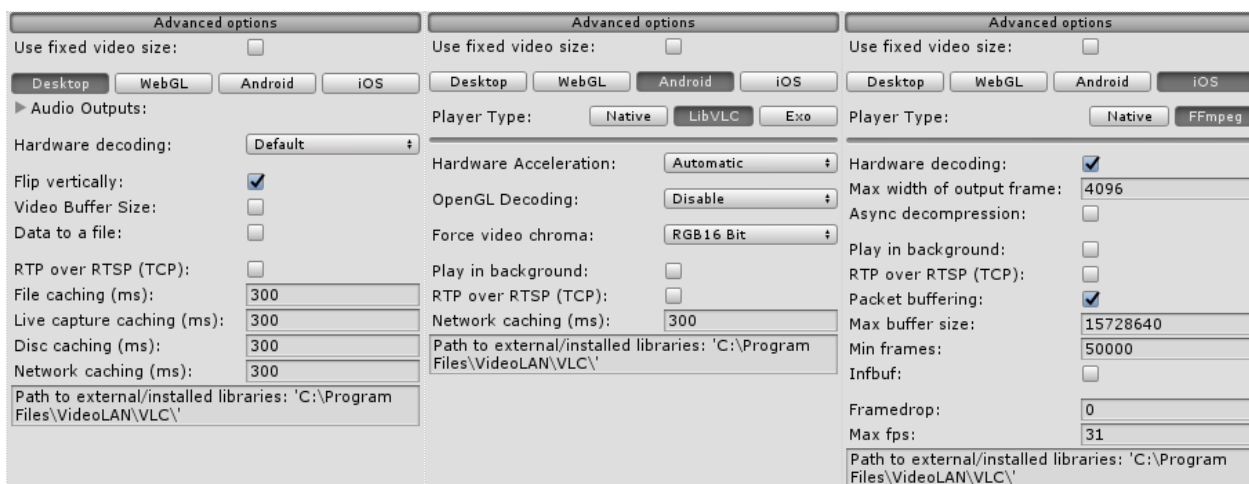 Advanced options
Use fixed video size:
Desktop WebGL Android iOS
Audio Outputs:
Hardware decoding: Default
Flip vertically:
Video Buffer Size:
Data to a file:
RTP over RTSP (TCP):
File caching (ms): 300
Live capture caching (ms): 300
Disc caching (ms): 300
Network caching (ms): 300
Path to external/installed libraries: 'C:\Program
Files\VideoLAN\VLC\'
Advanced options
Use fixed video size:
Desktop WebGL Android iOS
Player Type: Native LibVLC Exo
Hardware Acceleration: Automatic
OpenGL Decoding: Disable
Force video chroma: RGB16 Bit
Play in background:
RTP over RTSP (TCP):
Network caching (ms): 300
Path to external/installed libraries: 'C:\Program
Files\VideoLAN\VLC\'
Advanced options
Use fixed video size:
Desktop WebGL Android iOS
Player Type: Native FFmpeg
Hardware decoding:
Max width of output frame: 4096
Async decompression:
Play in background:
RTP over RTSP (TCP):
Packet buffering:
Max buffer size: 15728640
Min frames: 50000
Infbuf:
Framedrop: 0
Max fps: 31
Path to external/installed libraries: 'C:\Program
Files\VideoLAN\VLC\'